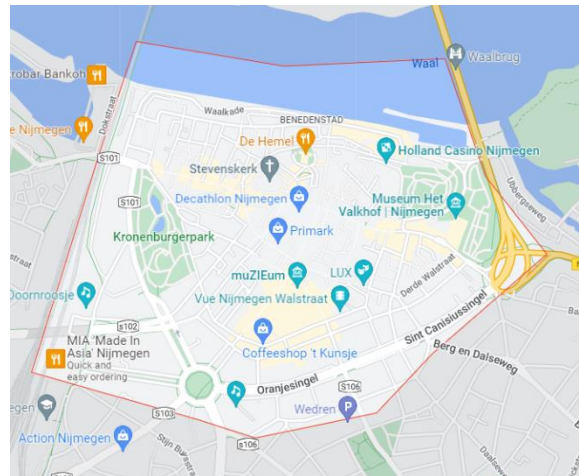 Waalbrug
Waal
robar Bankoh
Dokstraat
Waalkade
BENEDENSTAD
e Nijmegen
De Hemel
S101
Holland Casino Nijmegen
Stevenskerk
Ubbergseweg
S101
Decathlon Nijmegen
Museum Het
Valkhof | Nijmegen
Kronenburgerpark
Primark
muZIEum
LUX
Derde Walstraat
Doornroosje
Vue Nijmegen Walstraat
s102
Sint Canisiussingel
MIA 'Made In
Asia' Nijmegen
Quick and
easy ordering
Coffeeshop 't Kunsje
Berg en Dalseweg
Oranjesingel
S106
egen
S103
Wedren
Action Nijmegen
Stijn Buysstraat
s106